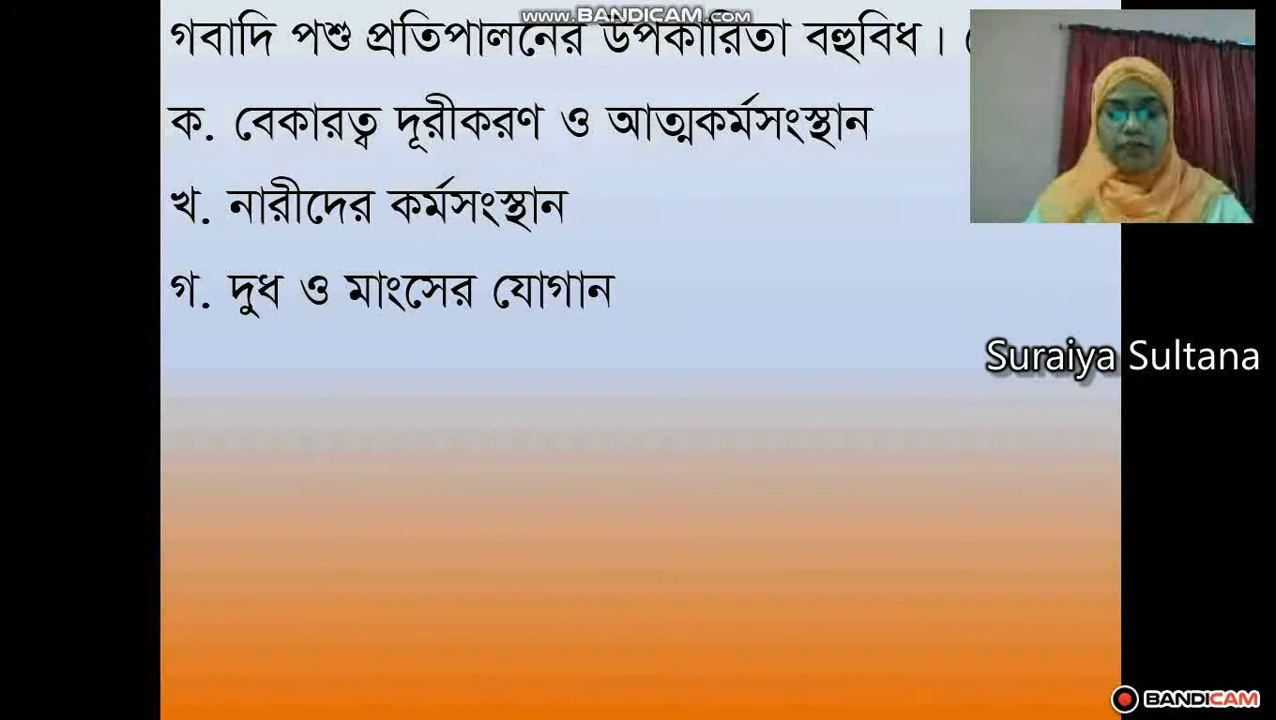 www.BANDICAM.com
গবাদি পশু প্রতিপালনের উপকারিতা বহুবিধ।
ক. বেকারত্ব দূরীকরণ ও আত্মকর্মসংস্থান
খ. নারীদের কর্মসংস্থান
গ. দুধ ও মাংসের যোগান
Suraiya Sultana
BANDICAM